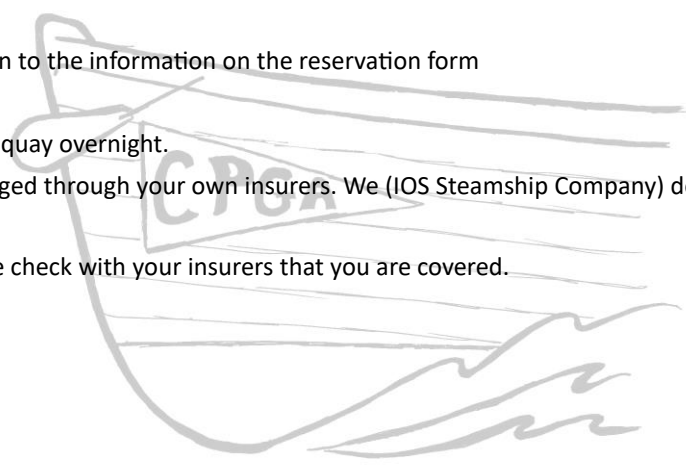 n to the information on the reservation form
quay overnight.
CPGA
ged through your own insurers. We (IOS Steamship Company) d
e check with your insurers that you are covered.